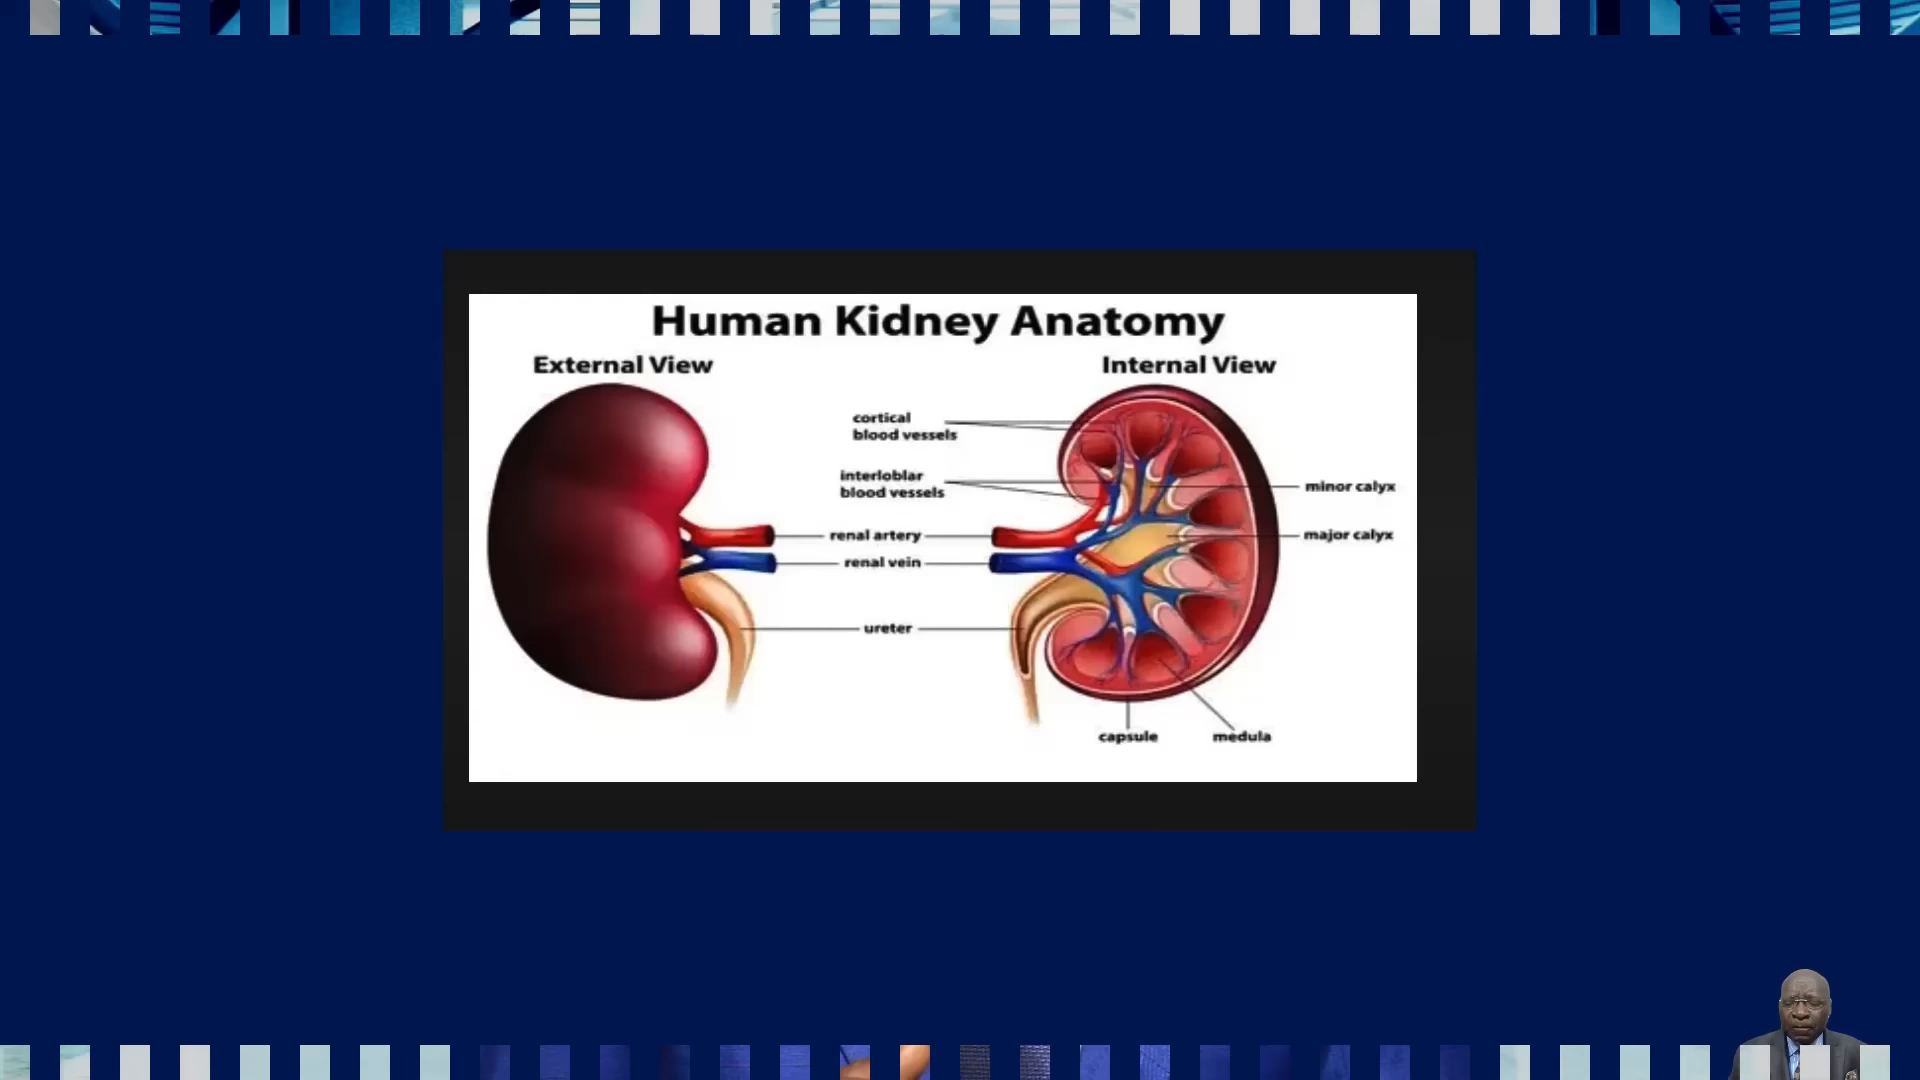 Human Kidney Anatomy
External View
Internal View
cortical
blood vessels
interloblar
blood vessels
renal artery
renal vein
ureter
minor calyx
major calyx
capsule
medula